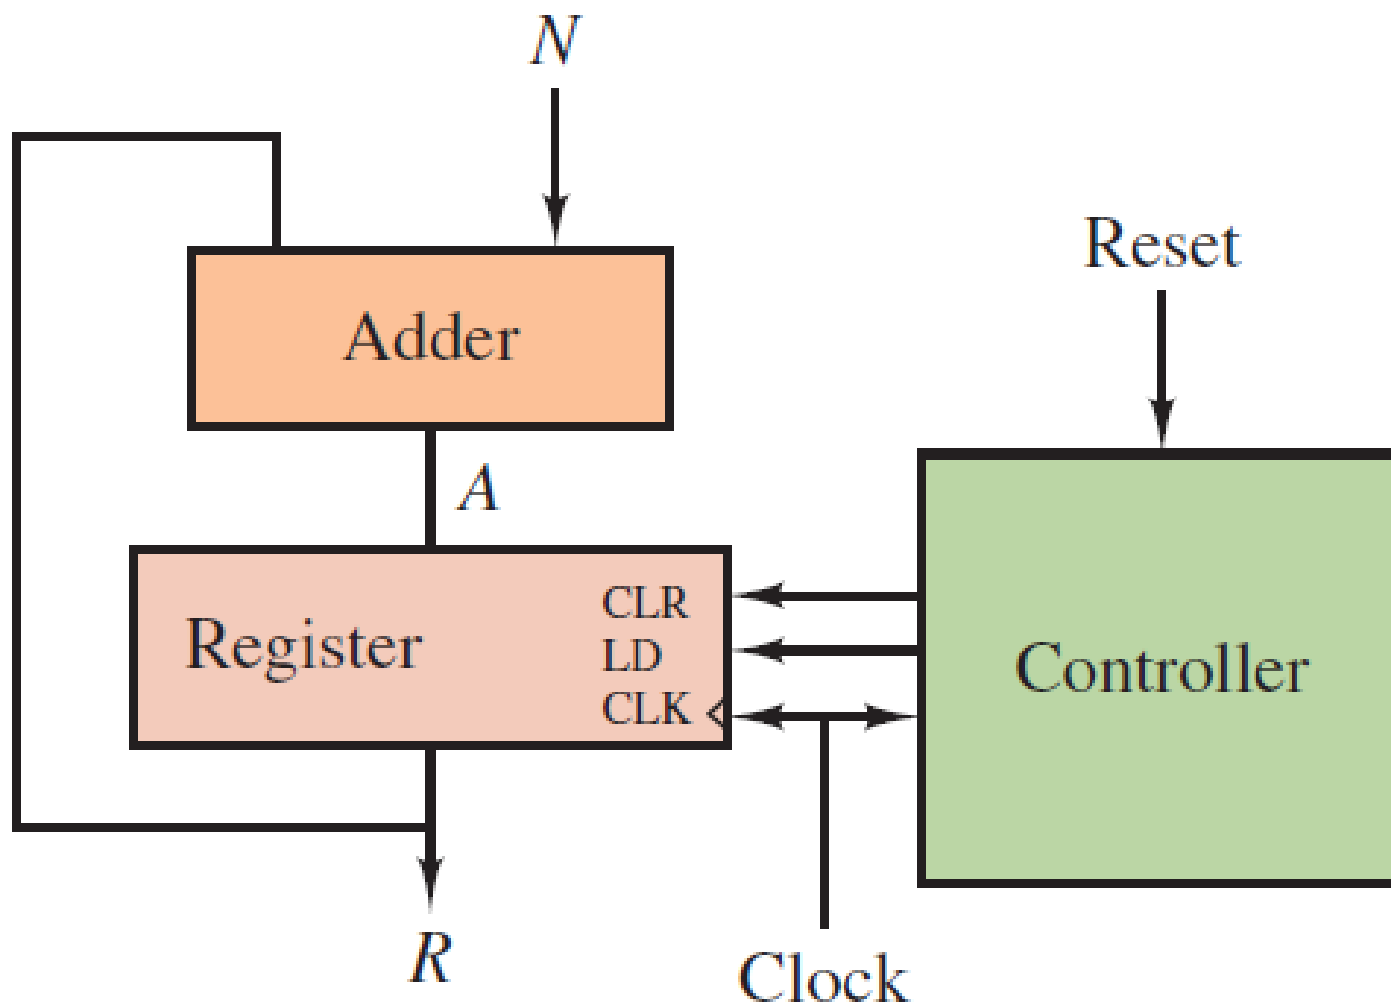 N
Reset
Adder
A
CLR
Register
LD
CLK
Controller
R
Clock